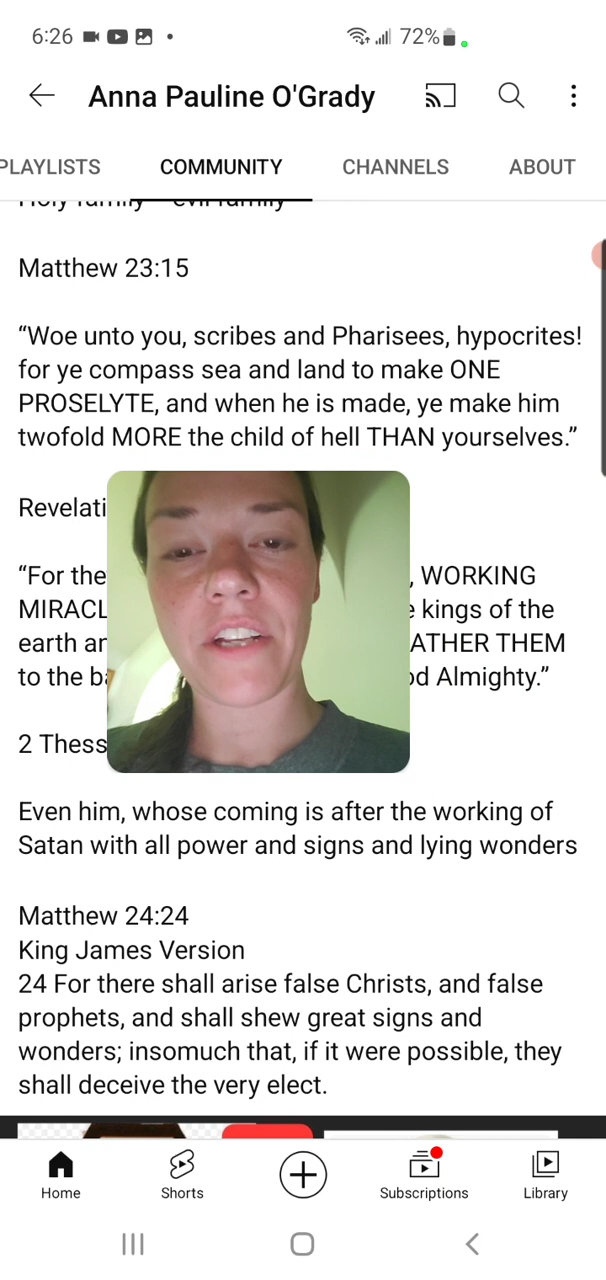 6:26
72%
Anna Pauline O'Grady
PLAYLISTS COMMUNITY CHANNELS ABOUT
Holy family evil family
Matthew 23:15
“Woe unto you, scribes and Pharisees, hypocrites!
for ye compass sea and land to make ONE
PROSELYTE, and when he is made, ye make him
twofold MORE the child of hell THAN yourselves.”
Revelati
“For the , WORKING
MIRACL kings of the
earth ATHER THEM
to the Almighty.”
2 Thess
Even him, whose coming is after the working of
Satan with all power and signs and lying wonders
Matthew 24:24
King James Version
24 For there shall arise false Christs, and false
prophets, and shall shew great signs and
wonders; insomuch that, if it were possible, they
shall deceive the very elect.
Home Shorts Subscriptions Library